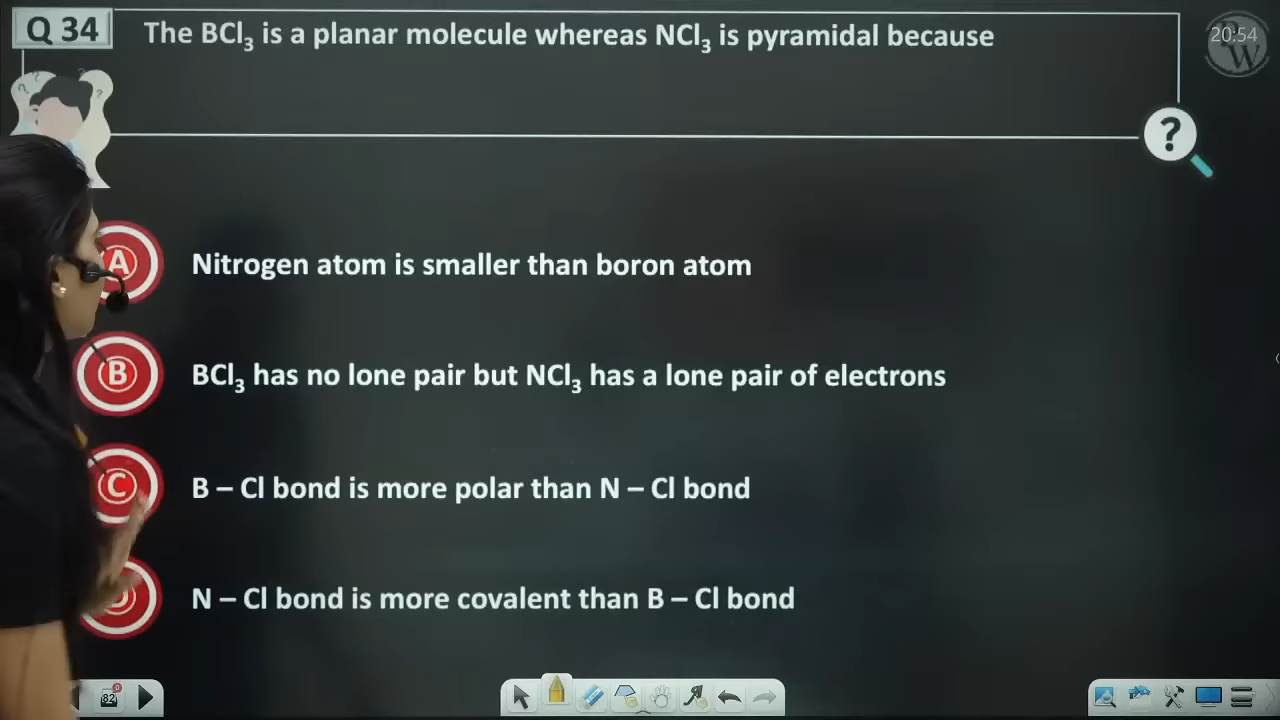 Q 34
The BCl₃ is a planar molecule whereas NCl₃ is pyramidal because
20:54
W
?
A
Nitrogen atom is smaller than boron atom
B
BCl₃ has no lone pair but NCl₃ has a lone pair of electrons
C
B – Cl bond is more polar than N – Cl bond
D
N – Cl bond is more covalent than B – Cl bond
82
0